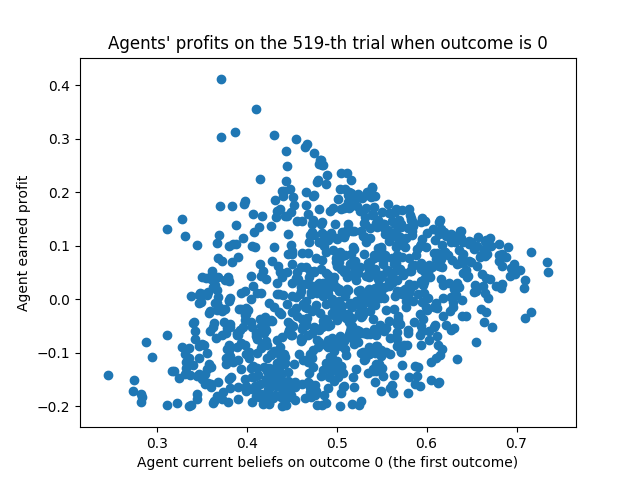 Agents' profits on the 519-th trial when outcome is 0
0.4
0.3
0.2
0.1
0.0
−0.1
−0.2
Agent earned profit
0.3 0.4 0.5 0.6 0.7
Agent current beliefs on outcome 0 (the first outcome)